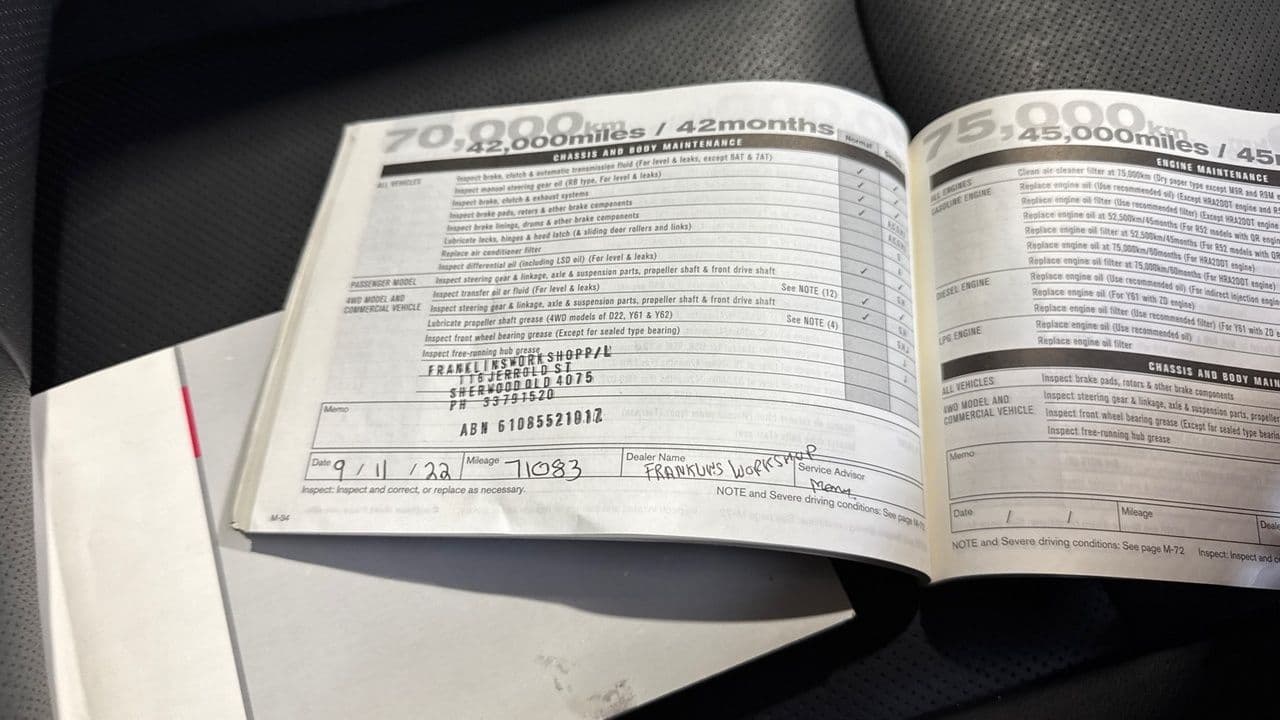 70,000km
42,000miles / 42months
CHASSIS AND BODY MAINTENANCE
Normal
ALL VEHICLES
Inspect brake, clutch & automatic transmission fluid (For level & leaks, except 5AT & 7AT)
Inspect manual steering gear oil (RB type, For level & leaks)
Inspect brake, clutch & exhaust systems
Inspect brake pads, rotors & other brake components
Inspect brake linings, drums & other brake components
Lubricate locks, hinges & hood latch (& sliding door rollers and links)
Replace air conditioner filter
Inspect differential oil (including LSD oil) (For level & leaks)
PASSENGER MODEL
Inspect steering gear & linkage, axle & suspension parts, propeller shaft & front drive shaft
4WD MODEL AND
COMMERCIAL VEHICLE
Inspect transfer oil or fluid (For level & leaks)
See NOTE (12)
Inspect steering gear & linkage, axle & suspension parts, propeller shaft & front drive shaft
Lubricate propeller shaft grease (4WD models of D22, Y61 & Y62)
See NOTE (4)
Inspect front wheel bearing grease (Except for sealed type bearing)
Inspect free-running hub grease
FRANKLINSWORKSHOPP/L
116JERROLD ST
SHERWOOD QLD 4075
PH 33791520
ABN 61085521817
Memo
Date 9 / 11 / 22
Mileage 71083
Dealer Name FRANKLINS WORKSHOP
Service Advisor
Inspect: Inspect and correct, or replace as necessary.
NOTE and Severe driving conditions: See page M-72
M-34
75,000km
45,000miles / 45
ENGINE MAINTENANCE
ALL ENGINES
Clean air cleaner filter at 75,000km (Dry paper type except M9R and R9M
GASOLINE ENGINE
Replace engine oil (Use recommended oil) (Except HRA2DDT engine and
Replace engine oil filter (Use recommended filter) (Except HRA2DDT engine
Replace engine oil at 52,500km/45months (For R52 models with QR engine
Replace engine oil filter at 52,500km/45months (For R52 models with QR
Replace engine oil at 75,000km/60months (For HRA2DDT engine)
Replace engine oil filter at 75,000km/60months (For HRA2DDT engine)
DIESEL ENGINE
Replace engine oil (Use recommended oil) (For indirect injection engine
Replace engine oil (For Y61 with ZD engine)
Replace engine oil filter (Use recommended filter) (For Y61 with ZD
LPG ENGINE
Replace engine oil (Use recommended oil)
Replace engine oil filter
CHASSIS AND BODY MAIN
ALL VEHICLES
Inspect brake pads, rotors & other brake components
4WD MODEL AND
COMMERCIAL VEHICLE
Inspect steering gear & linkage, axle & suspension parts, propelle
Inspect front wheel bearing grease (Except for sealed type beari
Inspect free-running hub grease
Memo
Date / /
Mileage
Deale
NOTE and Severe driving conditions: See page M-72
Inspect: Inspect and c